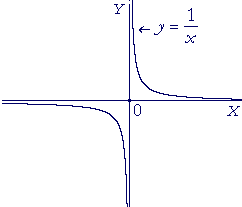 Y
← y = 1/x
0
X